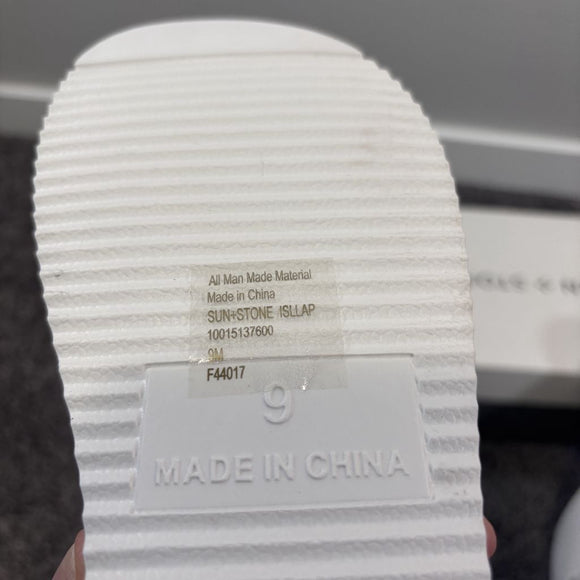 All Man Made Material
Made in China
SUN+STONE ISLLAP
10015137600
9M
F44017
9
MADE IN CHINA